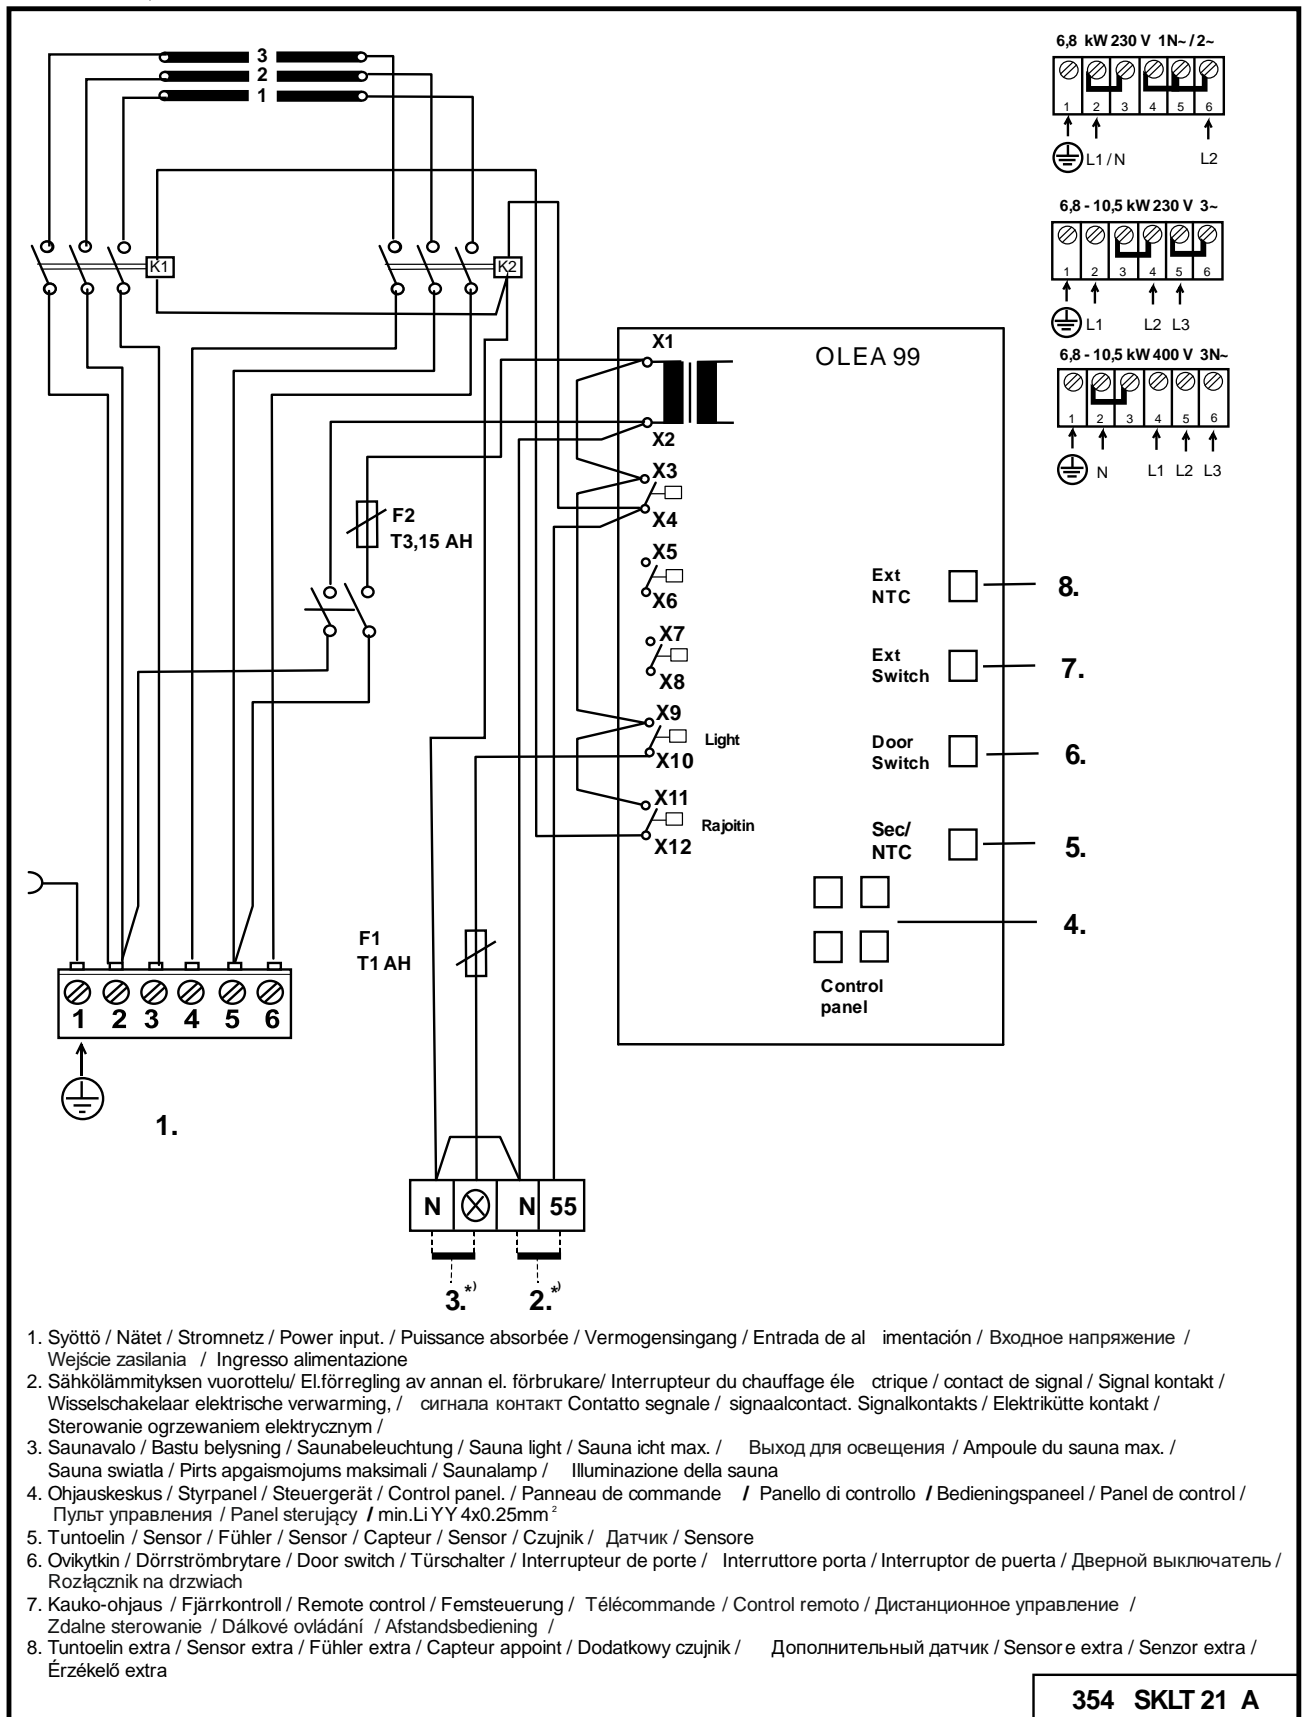 3
2
1
6,8 kW 230 V 1N~ / 2~
1 2 3 4 5 6
L1 / N L2
6,8 - 10,5 kW 230 V 3~
1 2 3 4 5 6
L1 L2 L3
6,8 - 10,5 kW 400 V 3N~
1 2 3 4 5 6
N L1 L2 L3
K1 K2
OLEA 99
X1
X2
X3
X4
X5
X6
X7
X8
X9
Light
X10
X11
Rajoitin
X12
F2
T3,15 AH
Ext
NTC
8.
Ext
Switch
7.
Door
Switch
6.
Sec/
NTC
5.
4.
Control
panel
F1
T1 AH
1 2 3 4 5 6
1.
N N 55
3.*) 2.*)
1. Syöttö / Nätet / Stromnetz / Power input. / Puissance absorbée / Vermogensingang / Entrada de al imentación / Входное напряжение /
Wejście zasilania / Ingresso alimentazione
2. Sähkölämmityksen vuorottelu/ El.förregling av annan el. förbrukare/ Interrupteur du chauffage éle ctrique / contact de signal / Signal kontakt /
Wisselschakelaar elektrische verwarming, / сигнала контакт Contatto segnale / signaalcontact. Signalkontakts / Elektrikütte kontakt /
Sterowanie ogrzewaniem elektrycznym /
3. Saunavalo / Bastu belysning / Saunabeleuchtung / Sauna light / Sauna icht max. / Выход для освещения / Ampoule du sauna max. /
Sauna swiatla / Pirts apgaismojums maksimali / Saunalamp / Illuminazione della sauna
4. Ohjauskeskus / Styrpanel / Steuergerät / Control panel. / Panneau de commande / Panello di controllo / Bedieningspaneel / Panel de control /
Пульт управления / Panel sterujący / min.Li YY 4x0.25mm²
5. Tuntoelin / Sensor / Fühler / Sensor / Capteur / Sensor / Czujnik / Датчик / Sensore
6. Ovikytkin / Dörrströmbrytare / Door switch / Türschalter / Interrupteur de porte / Interruttore porta / Interruptor de puerta / Дверной выключатель /
Rozłącznik na drzwiach
7. Kauko-ohjaus / Fjärrkontroll / Remote control / Femsteuerung / Télécommande / Control remoto / Дистанционное управление /
Zdalne sterowanie / Dálkové ovládání / Afstandsbediening /
8. Tuntoelin extra / Sensor extra / Fühler extra / Capteur appoint / Dodatkowy czujnik / Дополнительный датчик / Sensore extra / Senzor extra /
Érzékelő extra
354 SKLT 21 A